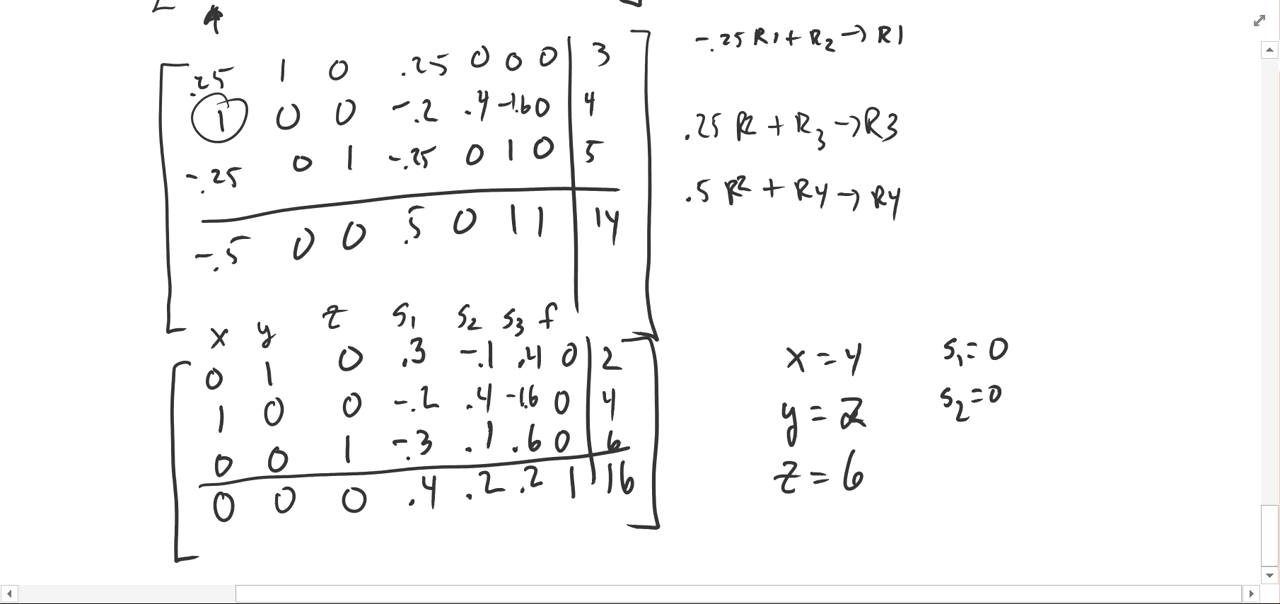 .25 1 0 .25 0 0 0 3
1 0 0 -.2 .4 -1.6 0 4
-.25 0 1 -.25 0 1 0 5
-.5 0 0 .5 0 1 1 14
-.25 R1 + R2 → R1
.25 R2 + R3 → R3
.5 R2 + R4 → R4
x y z s1 s2 s3 f
0 1 0 .3 -.1 .4 0 2
1 0 0 -.2 .4 -1.6 0 4
0 0 1 -.3 .1 .6 0 6
0 0 0 .4 .2 .2 1 16
x = 4 s1 = 0
y = 2 s2 = 0
z = 6